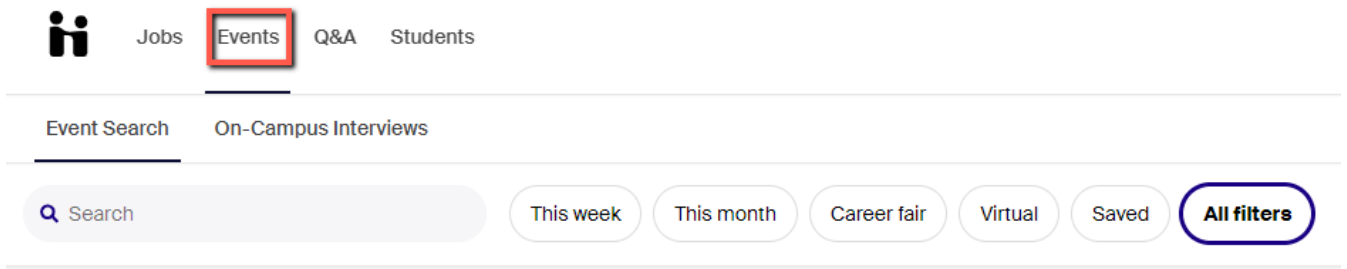 Jobs Events Q&A Students
Event Search On-Campus Interviews
Search This week This month Career fair Virtual Saved All filters